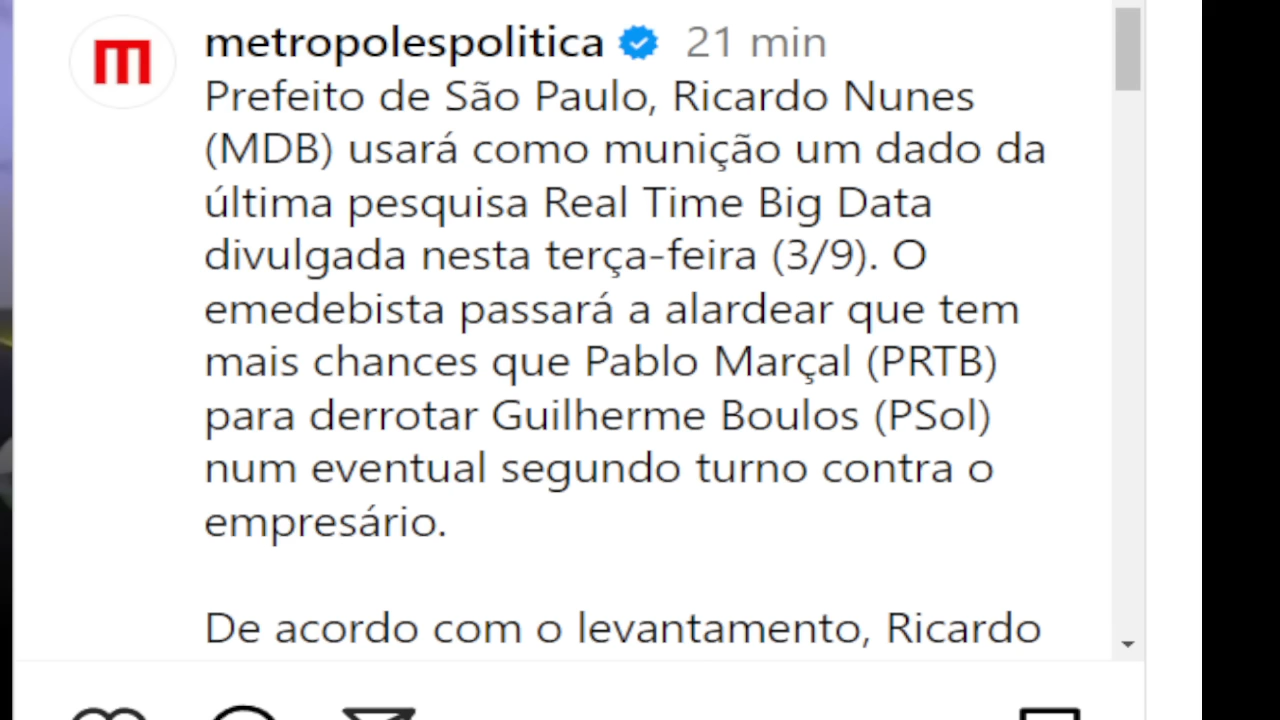 metropolespolitica 21 min
Prefeito de São Paulo, Ricardo Nunes
(MDB) usará como munição um dado da
última pesquisa Real Time Big Data
divulgada nesta terça-feira (3/9). O
emedebista passará a alardear que tem
mais chances que Pablo Marçal (PRTB)
para derrotar Guilherme Boulos (PSol)
num eventual segundo turno contra o
empresário.
De acordo com o levantamento, Ricardo